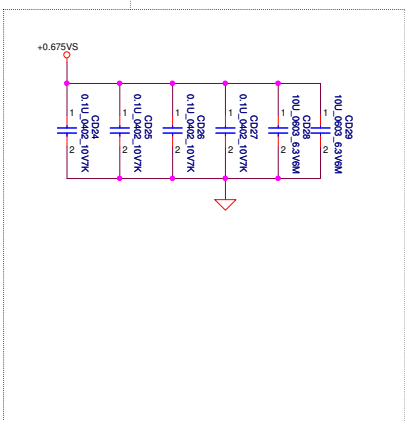 +0.675VS
1
2
CD24
0.1U_0402_10V7K
1
2
CD25
0.1U_0402_10V7K
1
2
CD26
0.1U_0402_10V7K
1
2
CD27
0.1U_0402_10V7K
1
2
CD28
10U_0603_6.3V6M
1
2
CD29
10U_0603_6.3V6M